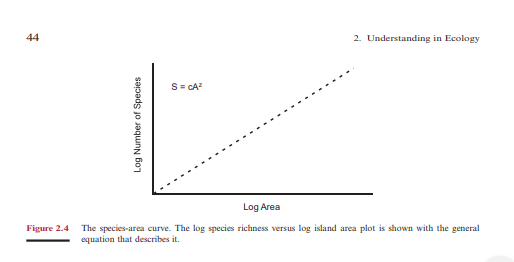 44
2. Understanding in Ecology
S = cAᶻ
Log Number of Species
Log Area
Figure 2.4 The species-area curve. The log species richness versus log island area plot is shown with the general
equation that describes it.